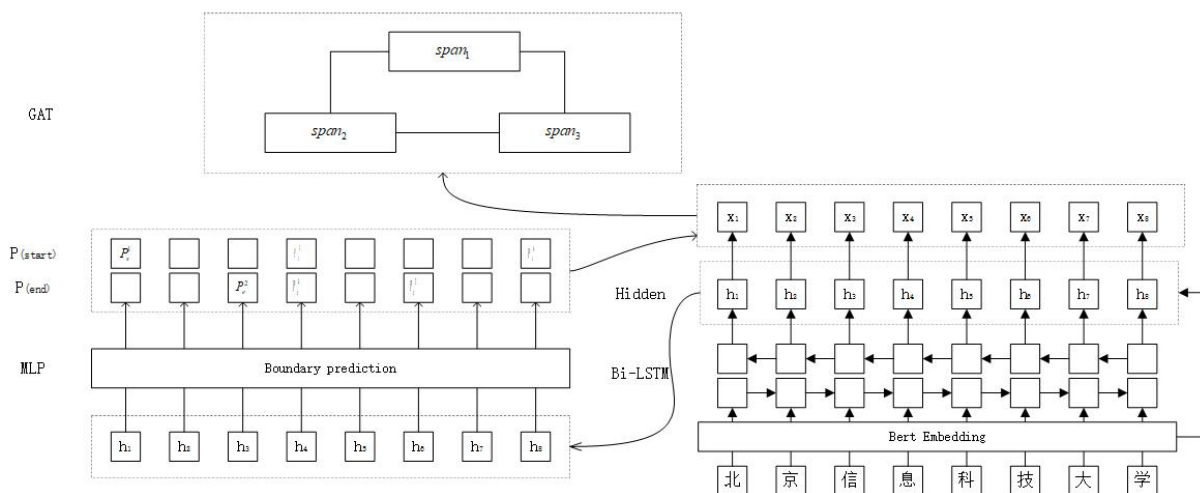 span₁
GAT
span₂ span₃
x₁ x₂ x₃ x₄ x₅ x₆ x₇ x₈
P(start)
P(end)
Hidden h₁ h₂ h₃ h₄ h₅ h₆ h₇ h₈
MLP Boundary prediction
Bi-LSTM
h₁ h₂ h₃ h₄ h₅ h₆ h₇ h₈
Bert Embedding
北 京 信 息 科 技 大 学